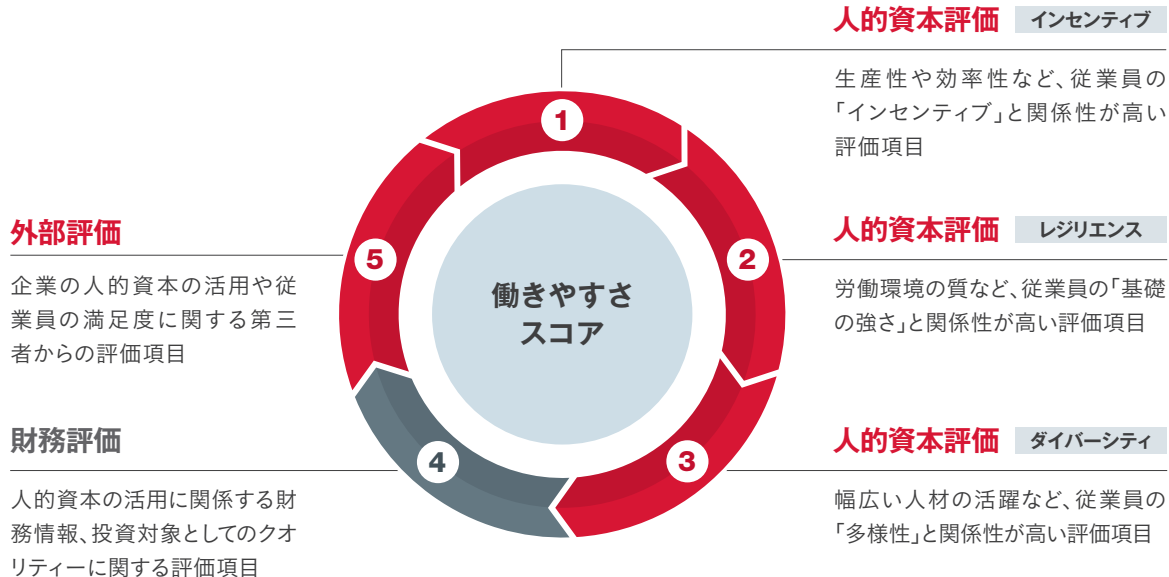 人的資本評価 インセンティブ
生産性や効率性など、従業員の
「インセンティブ」と関係性が高い
評価項目
1
人的資本評価 レジリエンス
労働環境の質など、従業員の「基礎
の強さ」と関係性が高い評価項目
2
人的資本評価 ダイバーシティ
幅広い人材の活躍など、従業員の
「多様性」と関係性が高い評価項目
3
財務評価
人的資本の活用に関係する財
務情報、投資対象としてのクオ
リティーに関する評価項目
4
外部評価
企業の人的資本の活用や従
業員の満足度に関する第三
者からの評価項目
5
働きやすさ
スコア